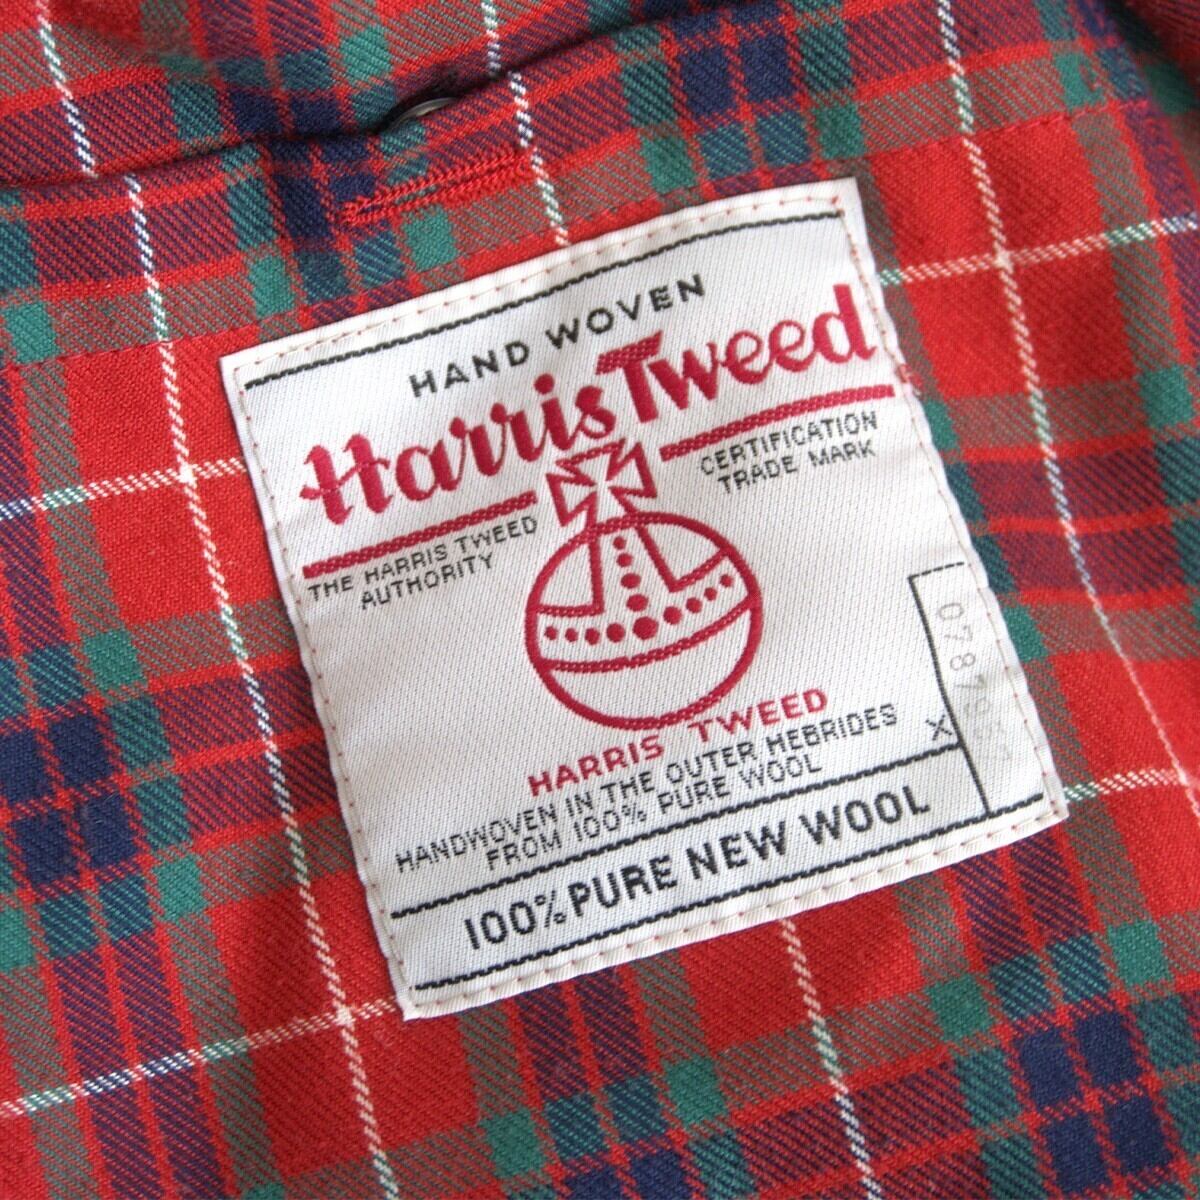 HAND WOVEN
Harris Tweed
CERTIFICATION
TRADE MARK
THE HARRIS TWEED
AUTHORITY
HARRIS TWEED
HANDWOVEN IN THE OUTER HEBRIDES
FROM 100% PURE WOOL
X
100% PURE NEW WOOL